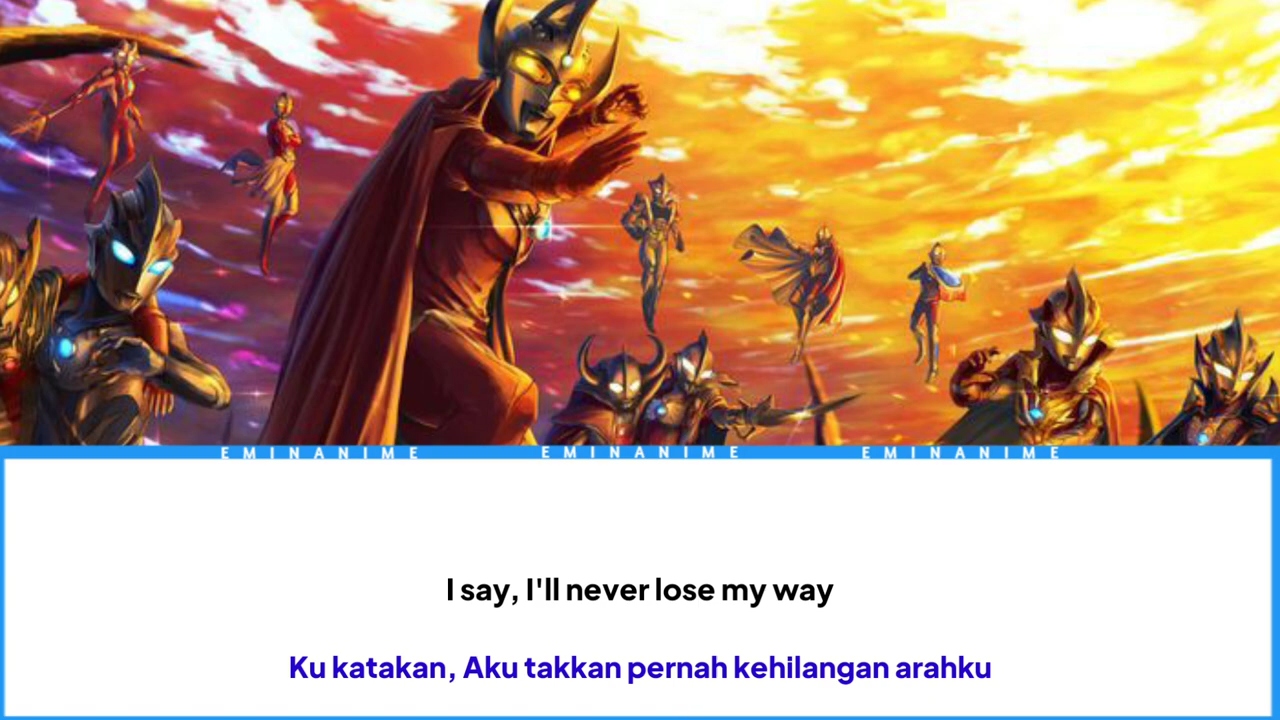 EMINANIME EMINANIME EMINANIME
I say, I'll never lose my way
Ku katakan, Aku takkan pernah kehilangan arahku